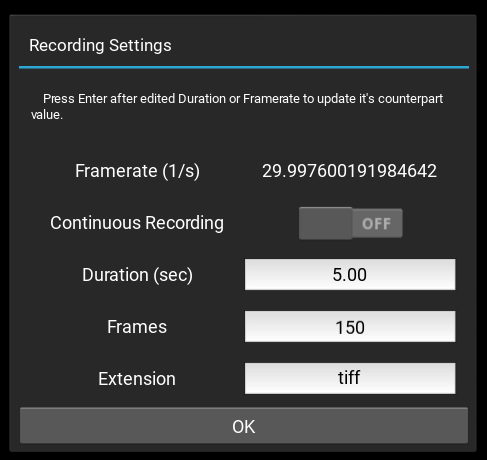 Recording Settings
Press Enter after edited Duration or Framerate to update it's counterpart
value.
Framerate (1/s) 29.997600191984642
Continuous Recording OFF
Duration (sec) 5.00
Frames 150
Extension tiff
OK